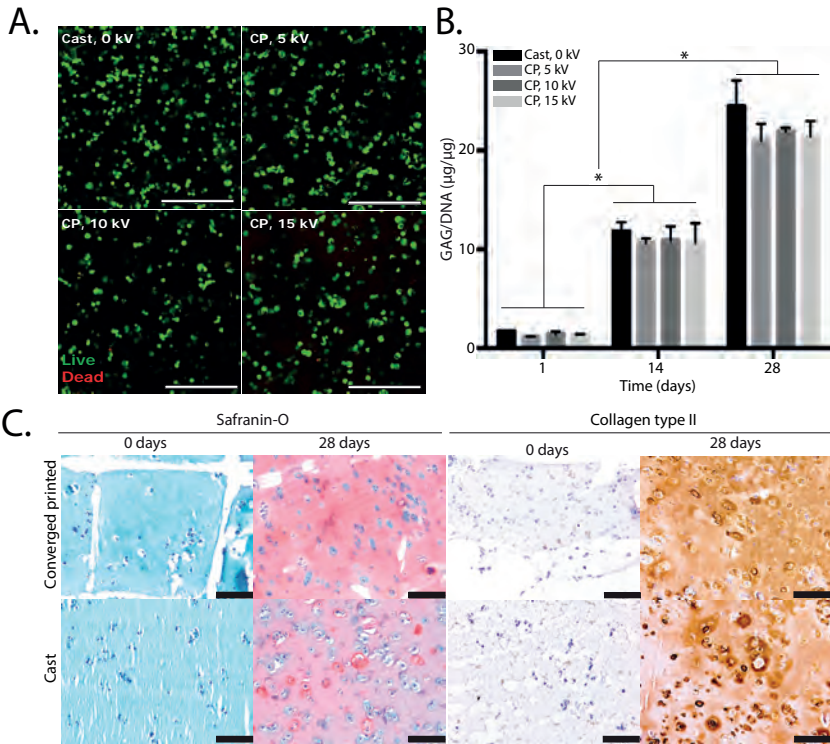 A.
Cast, 0 kV
CP, 5 kV
CP, 10 kV
CP, 15 kV
Live
Dead
B.
Cast, 0 kV
CP, 5 kV
CP, 10 kV
CP, 15 kV
*
*
GAG/DNA (µg/µg)
30
20
10
0
1 14 28
Time (days)
C.
Safranin-O Collagen type II
0 days 28 days 0 days 28 days
Converged printed
Cast